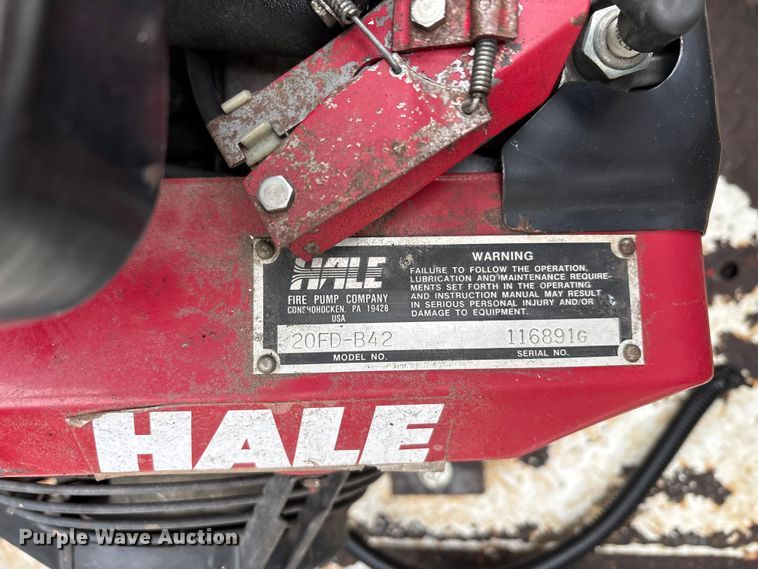 HALE
FIRE PUMP COMPANY
CONSHOHOCKEN, PA 19428
USA
WARNING
FAILURE TO FOLLOW THE OPERATION,
LUBRICATION AND MAINTENANCE REQUIRE-
MENTS SET FORTH IN THE OPERATING
AND INSTRUCTION MANUAL MAY RESULT
IN SERIOUS PERSONAL INJURY AND/OR
DAMAGE TO EQUIPMENT.
20FD-B42 116891G
MODEL NO. SERIAL NO.
HALE
Purple Wave Auction